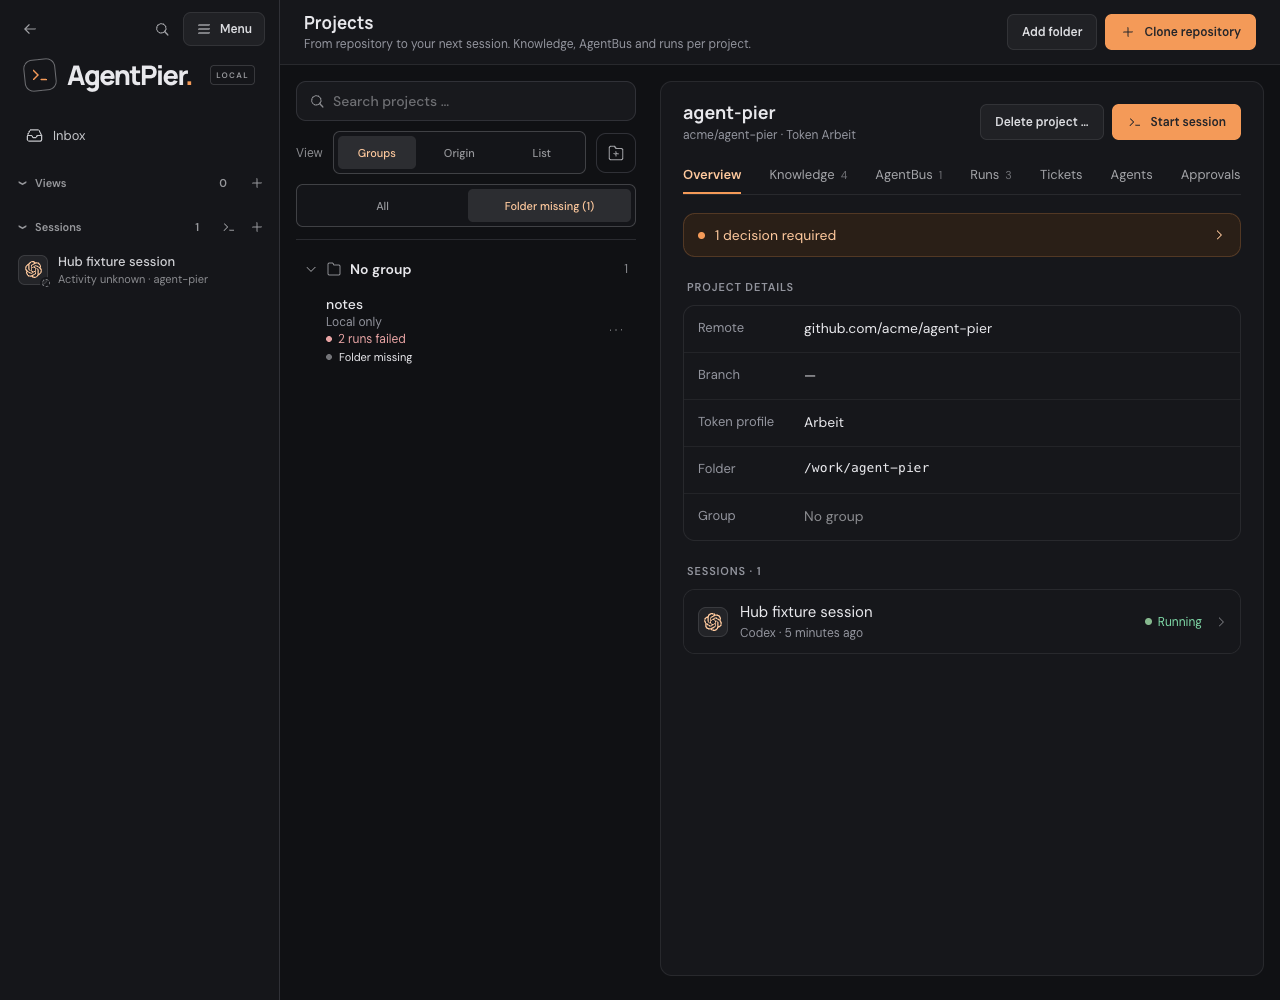 Menu
AgentPier.
LOCAL
Inbox
Views 0
Sessions 1
Hub fixture session
Activity unknown · agent-pier
Projects
From repository to your next session. Knowledge, AgentBus and runs per project.
Add folder
Clone repository
Search projects …
View
Groups
Origin
List
All
Folder missing (1)
No group 1
notes
Local only
2 runs failed
Folder missing
agent-pier
acme/agent-pier · Token Arbeit
Delete project …
Start session
Overview
Knowledge 4
AgentBus 1
Runs 3
Tickets
Agents
Approvals
1 decision required
PROJECT DETAILS
Remote github.com/acme/agent-pier
Branch —
Token profile Arbeit
Folder /work/agent-pier
Group No group
SESSIONS · 1
Hub fixture session
Codex · 5 minutes ago
Running